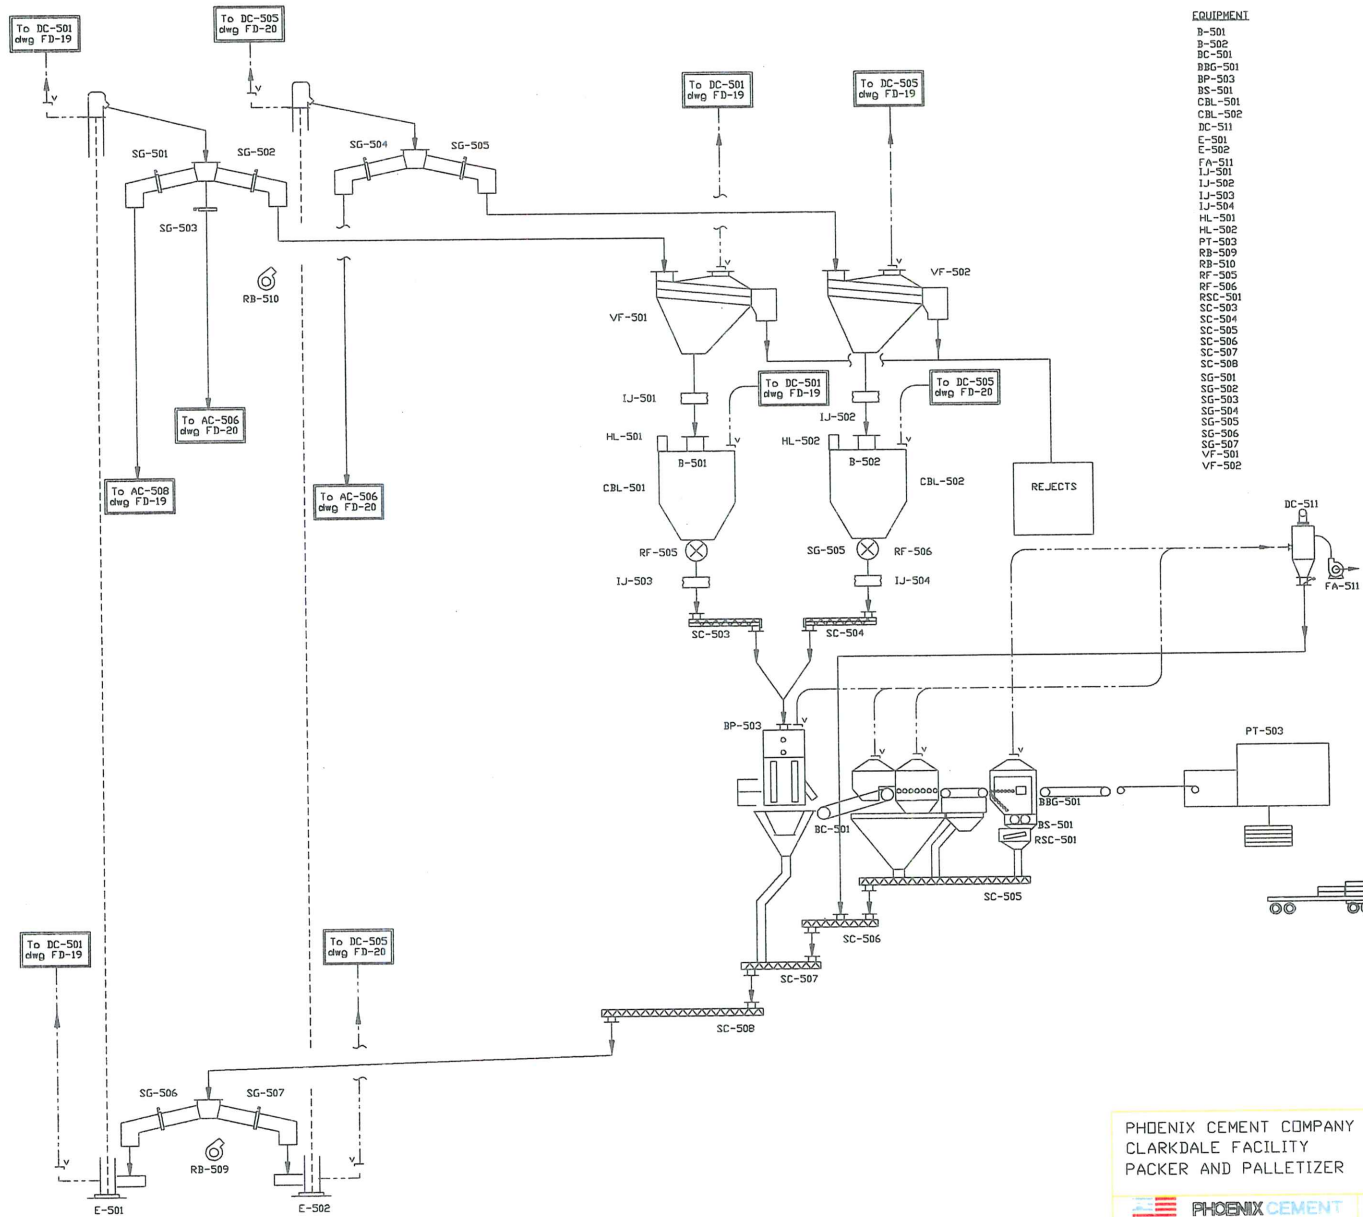 To DC-501
dwg FD-19
To DC-505
dwg FD-20
EQUIPMENT
B-501
B-502
BC-501
BBG-501
BP-503
BS-501
CBL-501
CBL-502
DC-511
E-501
E-502
FA-511
IJ-501
IJ-502
IJ-503
IJ-504
HL-501
HL-502
PT-503
RB-509
RB-510
RF-505
RF-506
RSC-501
SC-503
SC-504
SC-505
SC-506
SC-507
SC-508
SG-501
SG-502
SG-503
SG-504
SG-505
SG-506
SG-507
VF-501
VF-502
To DC-501
dwg FD-19
To DC-505
dwg FD-19
V
V
V
V
SG-501
SG-502
SG-504
SG-505
SG-503
RB-510
VF-501
VF-502
To DC-501
dwg FD-19
To DC-505
dwg FD-20
IJ-501
IJ-502
To AC-506
dwg FD-20
HL-501
V
HL-502
V
B-501
B-502
CBL-501
CBL-502
To AC-508
dwg FD-19
To AC-506
dwg FD-20
REJECTS
DC-511
RF-505
SG-505
RF-506
IJ-503
IJ-504
FA-511
SC-503
SC-504
BP-503
V
PT-503
V
V
V
BBG-501
BC-501
BS-501
RSC-501
SC-505
SC-506
To DC-501
dwg FD-19
To DC-505
dwg FD-20
SC-507
SC-508
SG-506
SG-507
V
RB-509
V
E-501
E-502
PHOENIX CEMENT COMPANY
CLARKDALE FACILITY
PACKER AND PALLETIZER
PHOENIX CEMENT